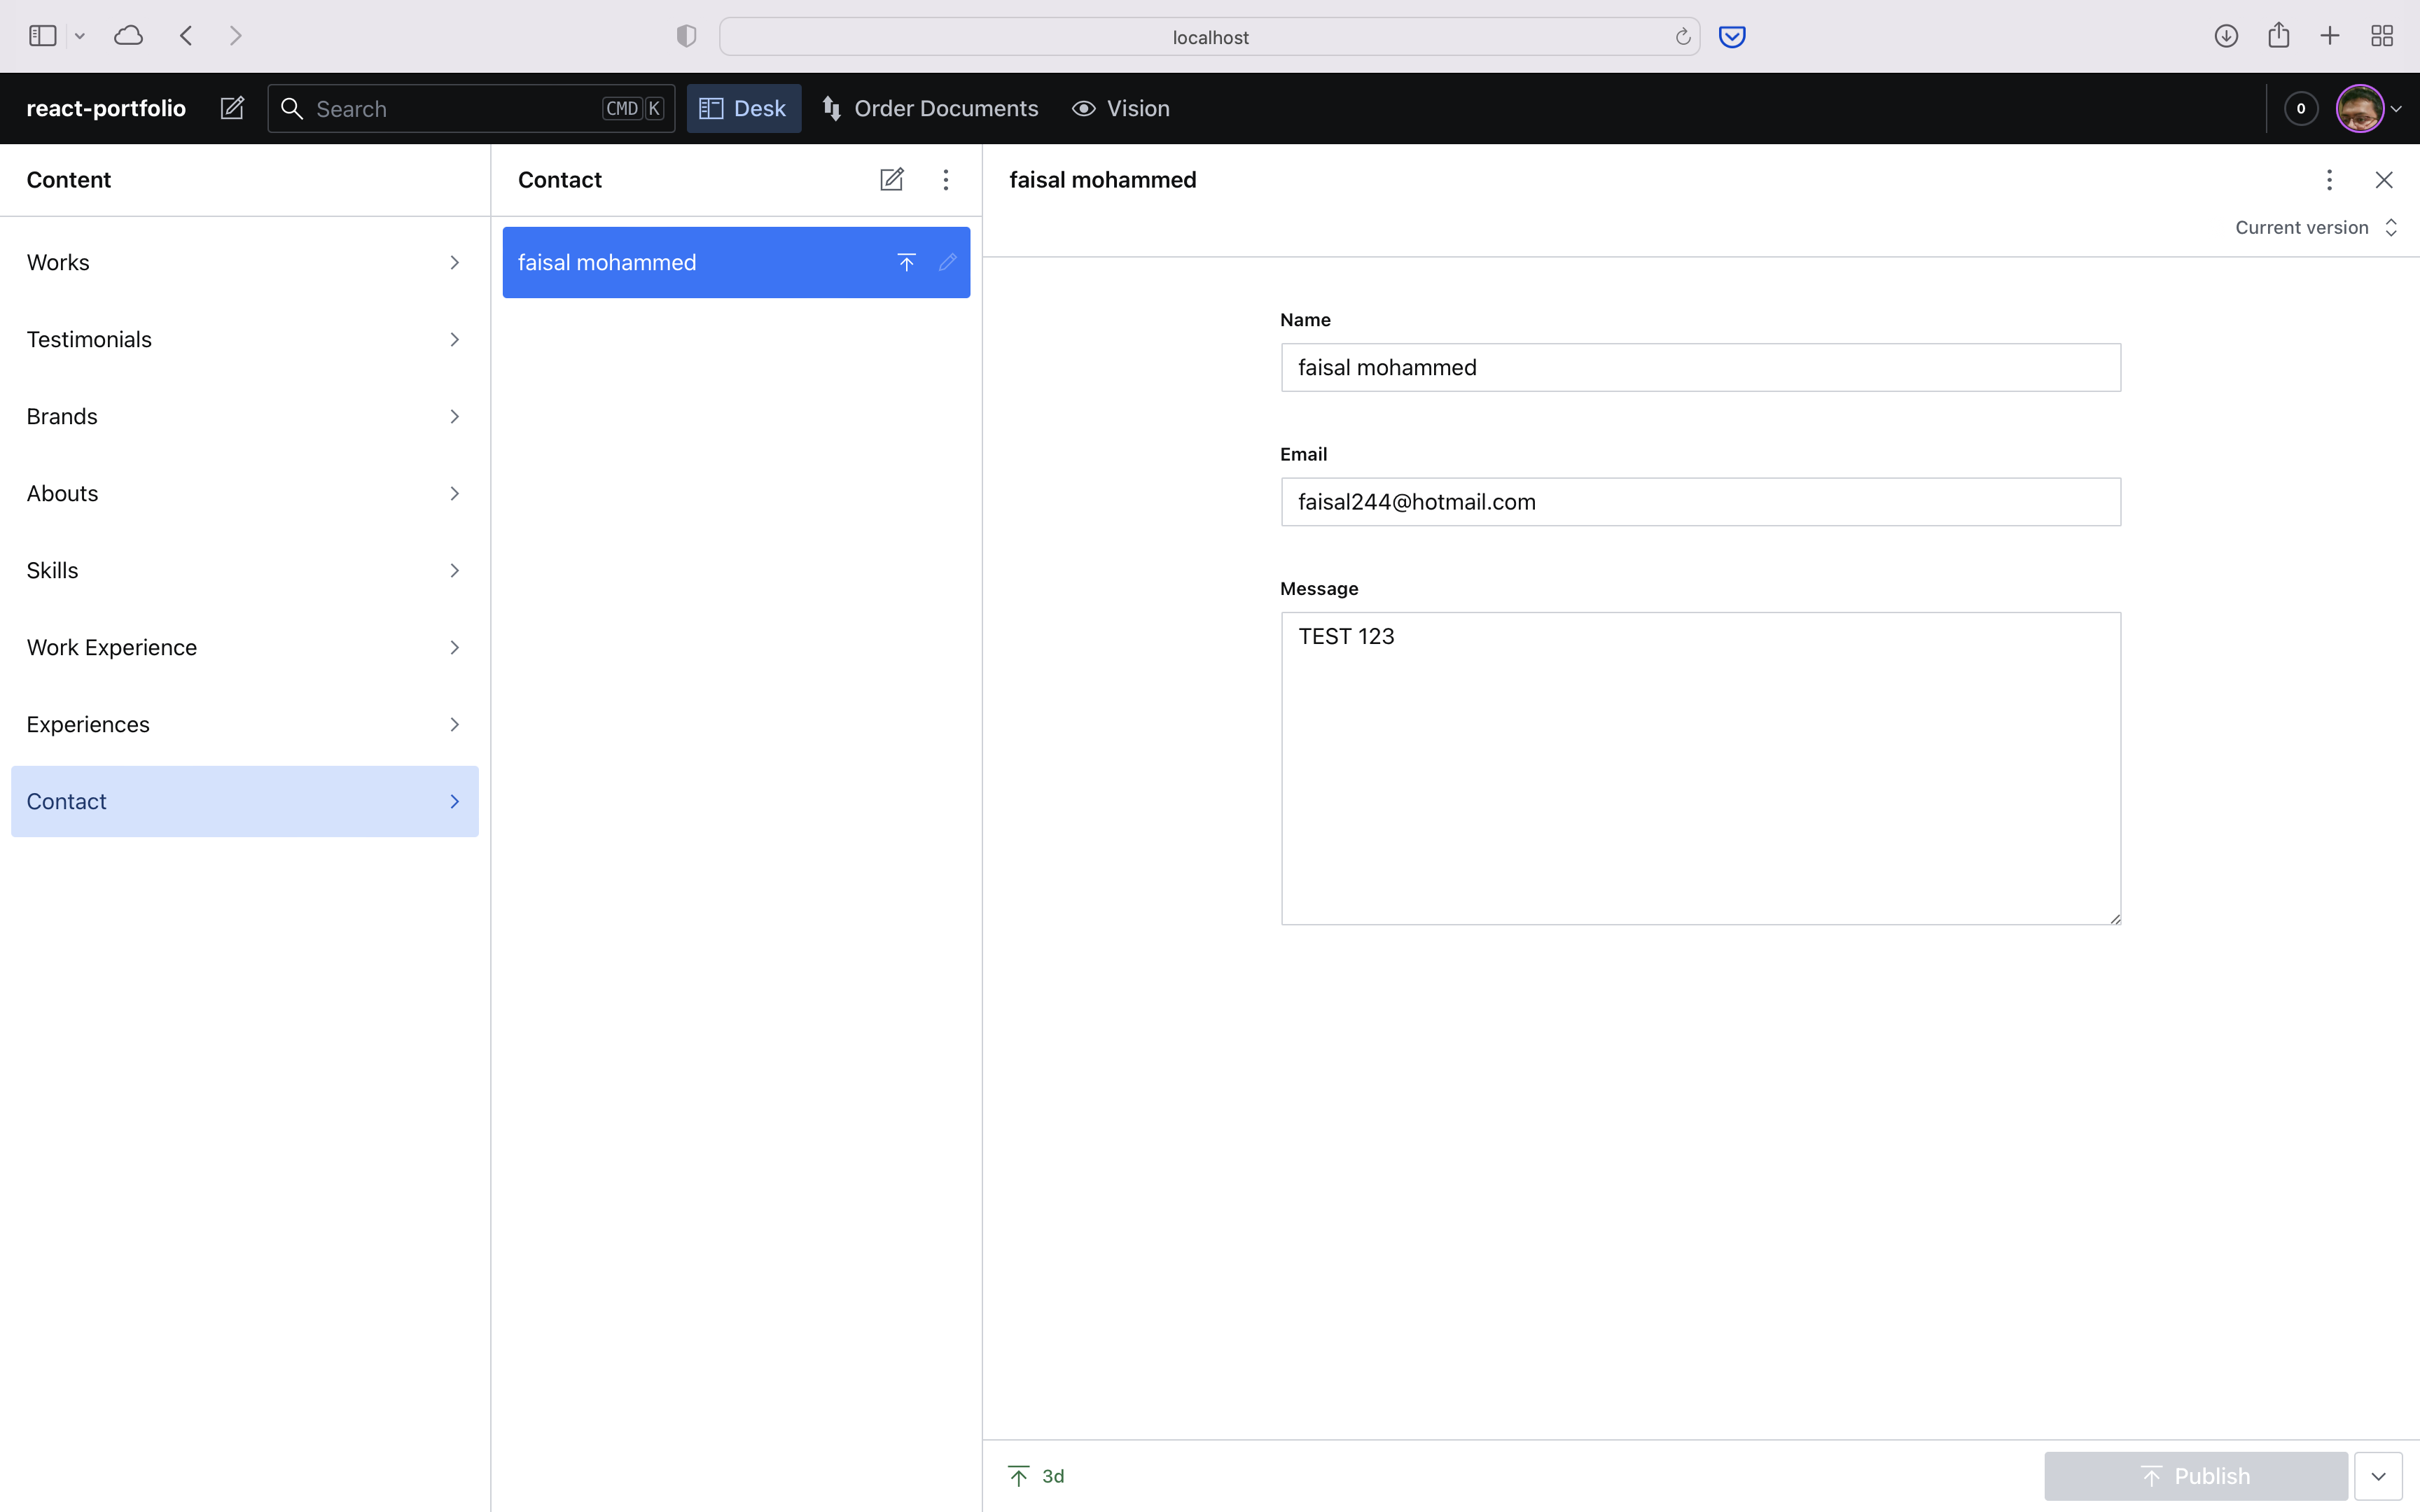 localhost
react-portfolio
Search CMD K
Desk
Order Documents
Vision
0
Content
Works
Testimonials
Brands
Abouts
Skills
Work Experience
Experiences
Contact
Contact
faisal mohammed
faisal mohammed
Current version
Name
faisal mohammed
Email
faisal244@hotmail.com
Message
TEST 123
3d
Publish